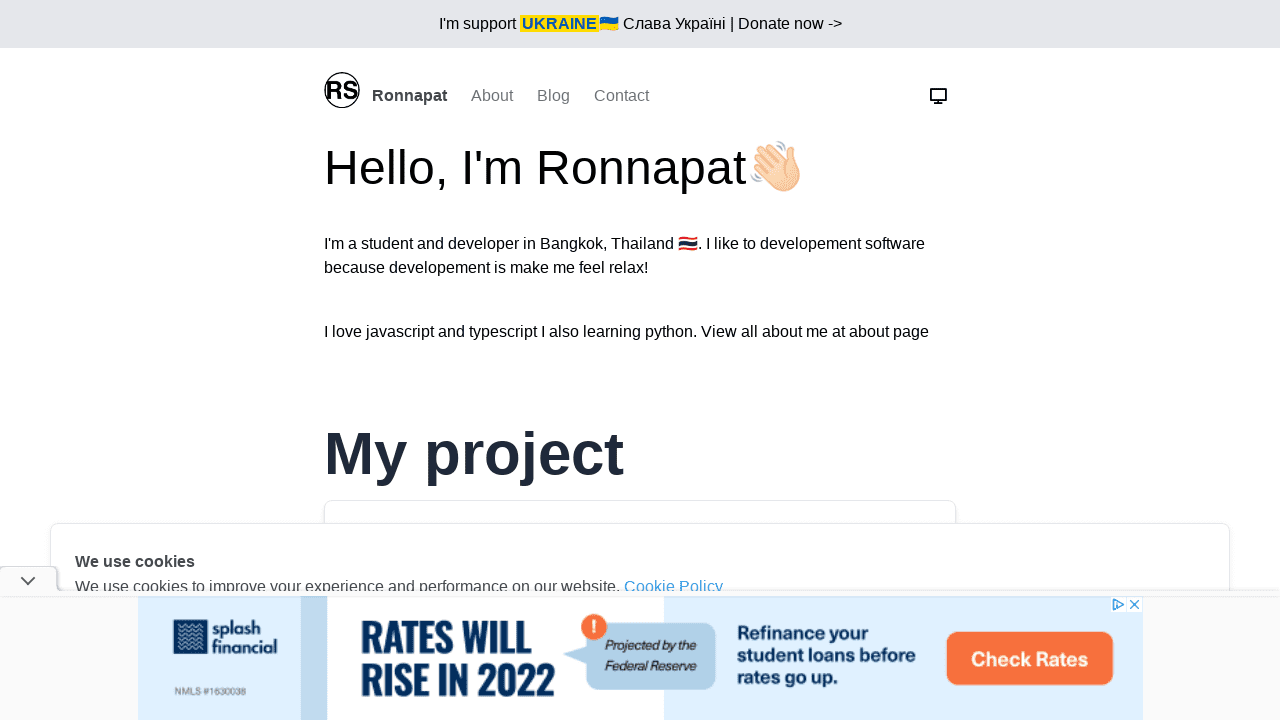 I'm support UKRAINE🇺🇦 Слава Україні | Donate now ->
RS Ronnapat About Blog Contact
Hello, I'm Ronnapat👋🏻
I'm a student and developer in Bangkok, Thailand 🇹🇭. I like to developement software
because developement is make me feel relax!
I love javascript and typescript I also learning python. View all about me at about page
My project
We use cookies
We use cookies to improve your experience and performance on our website. Cookie Policy
splash
financial
NMLS #1630038
RATES WILL
RISE IN 2022
!
Projected by the
Federal Reserve
Refinance your
student loans before
rates go up.
Check Rates